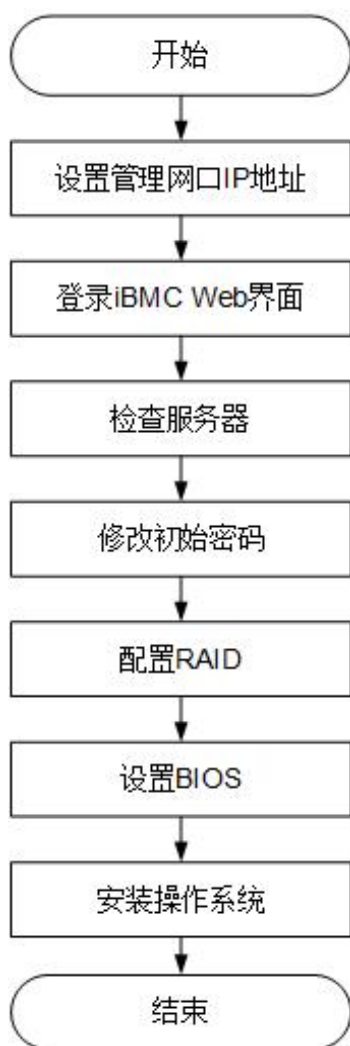 开始
设置管理网口IP地址
登录iBMC Web界面
检查服务器
修改初始密码
配置RAID
设置BIOS
安装操作系统
结束